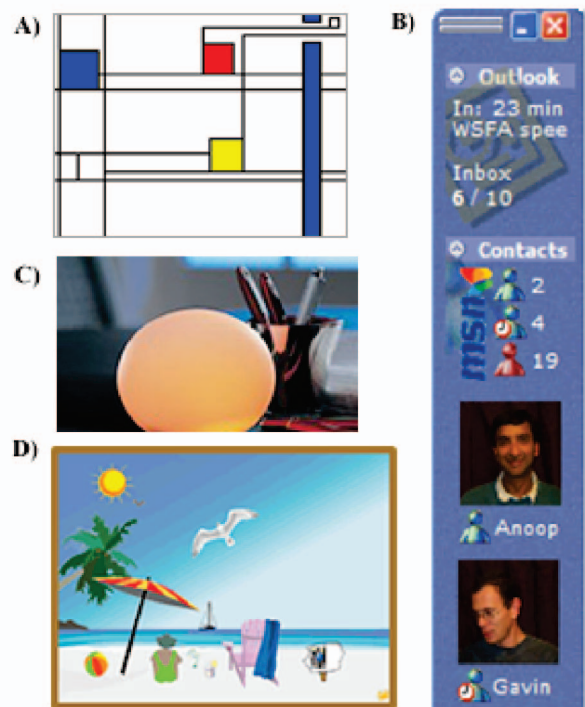 A)
B)
Outlook
In: 23 min
WSFA spee
Inbox
6 / 10
Contacts
msn
2
4
19
Anoop
Gavin
C)
D)